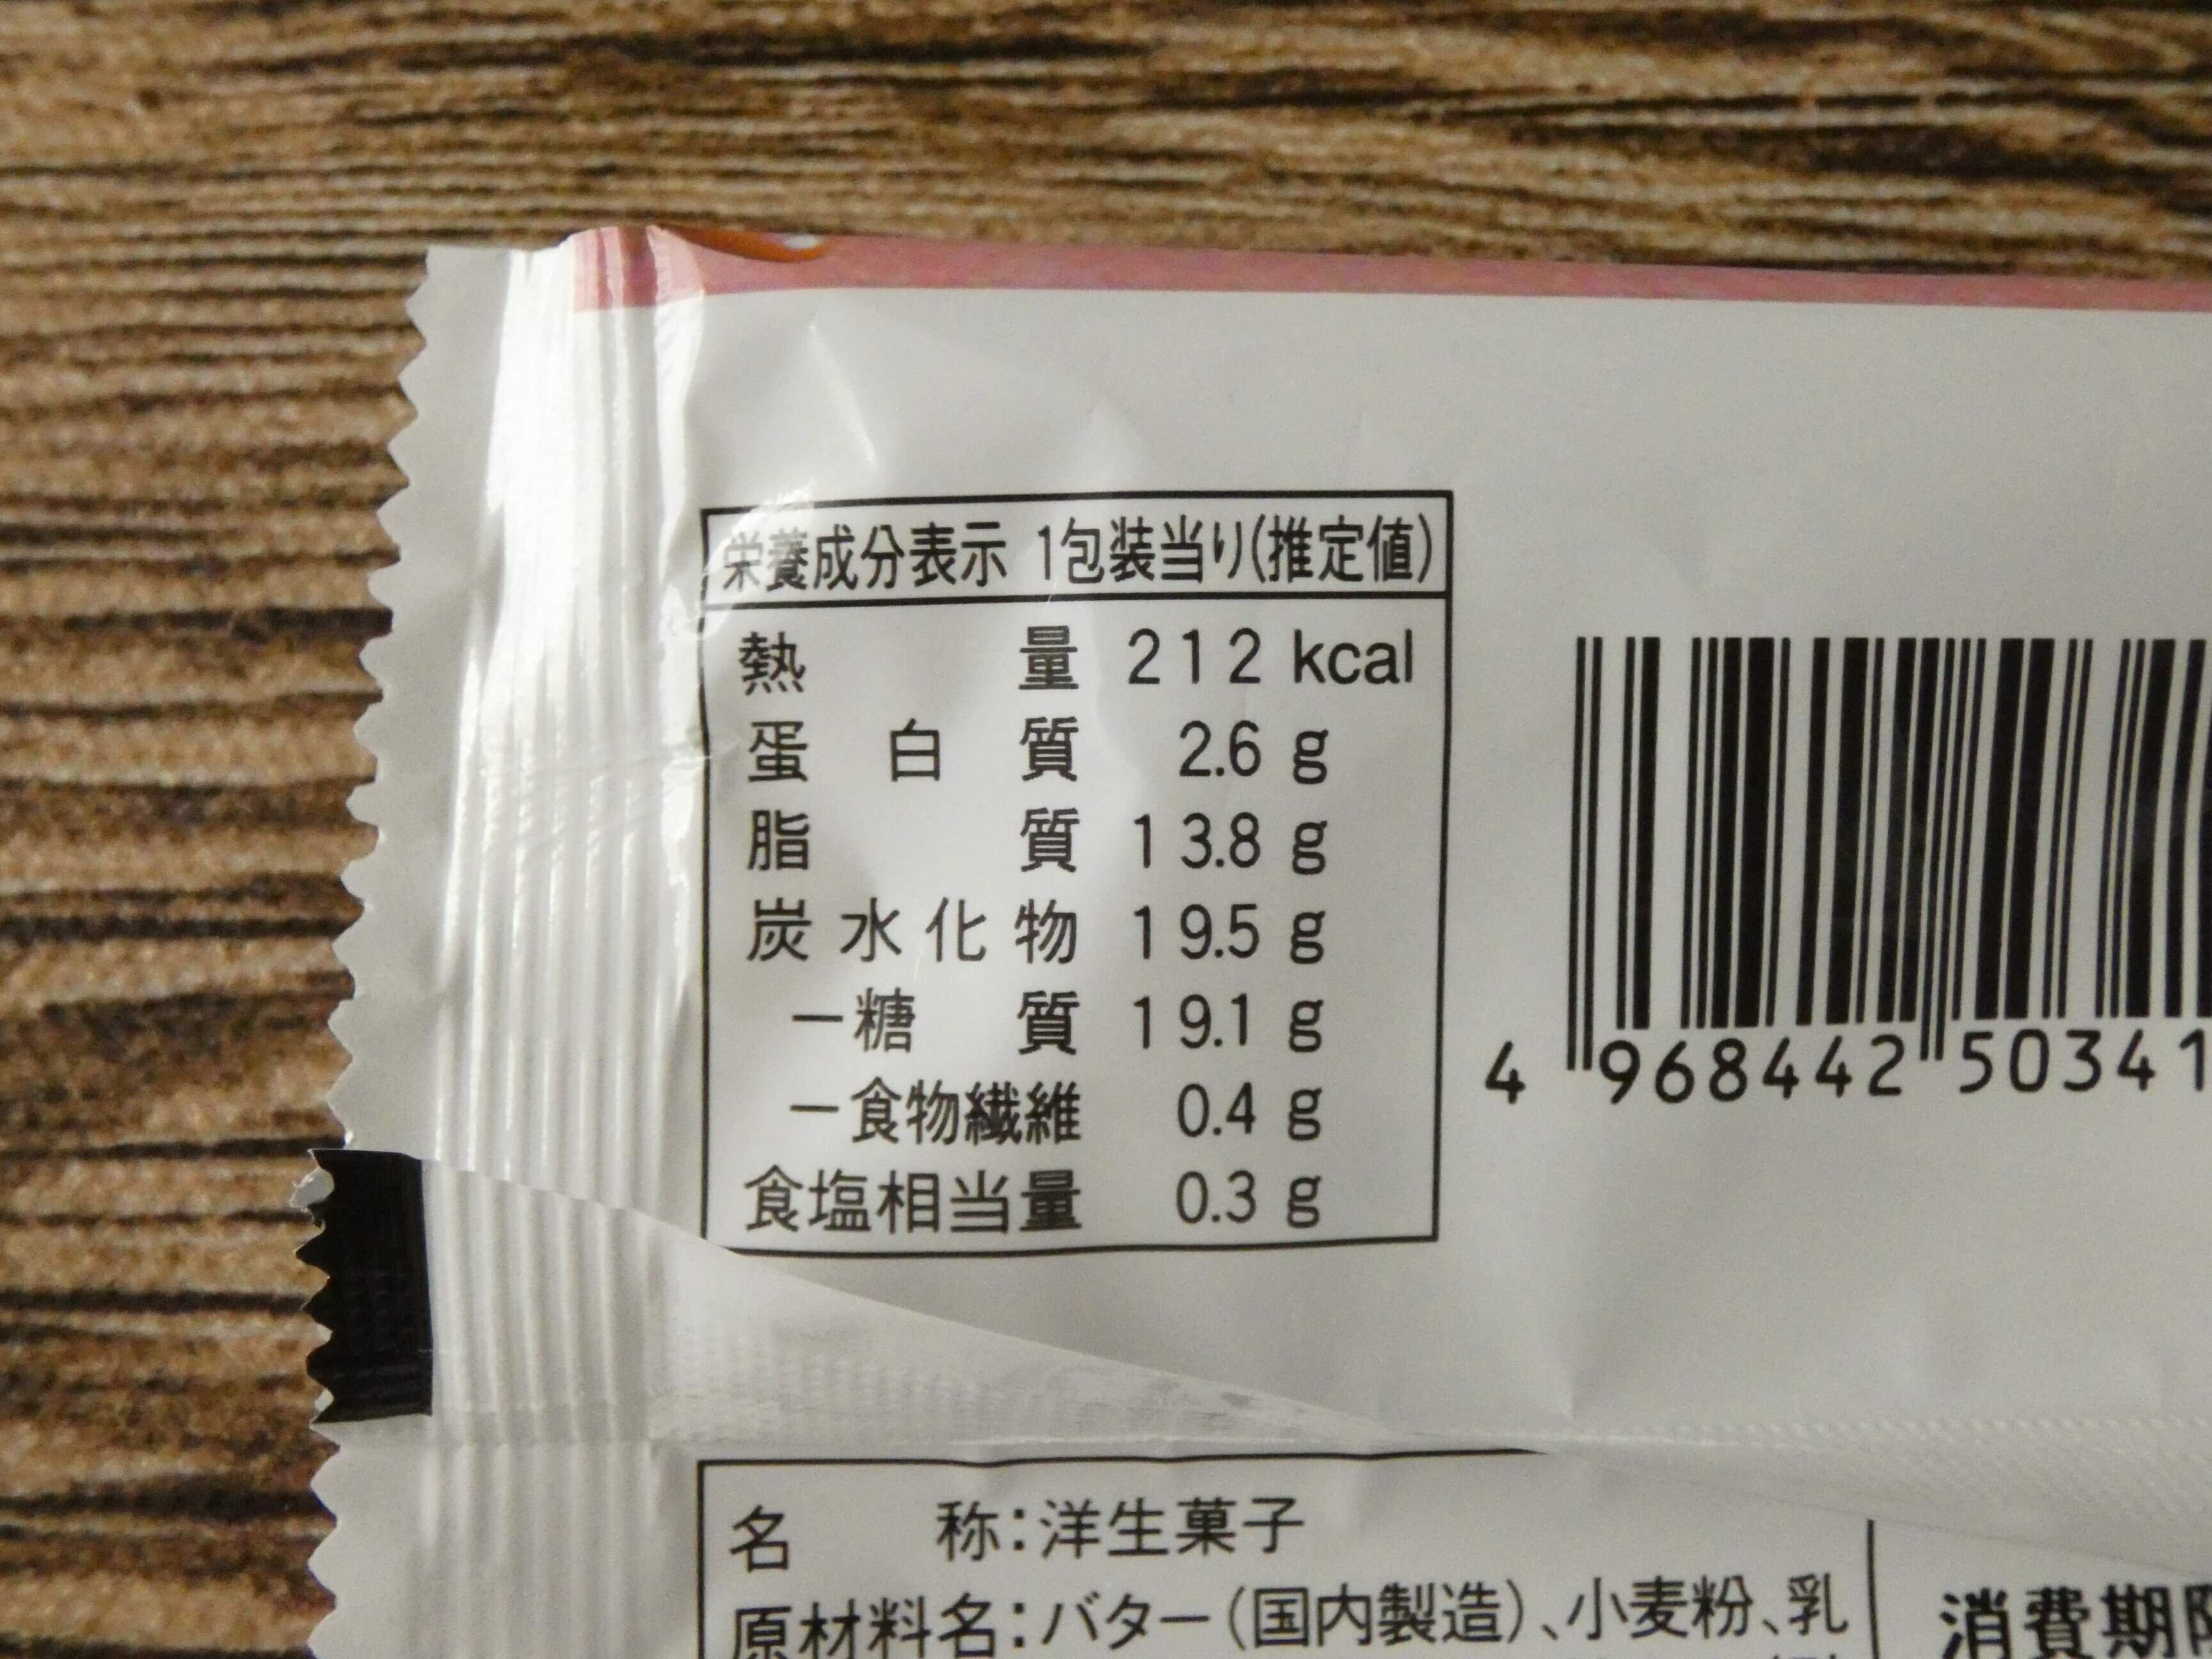 栄養成分表示 1包装当り(推定値)
熱量 212 kcal
蛋白質 2.6 g
脂質 13.8 g
炭水化物 19.5 g
ー糖質 19.1 g
ー食物繊維 0.4 g
食塩相当量 0.3 g
4 968442 50341
名称:洋生菓子
原材料名:バター(国内製造)、小麦粉、乳
消費期限